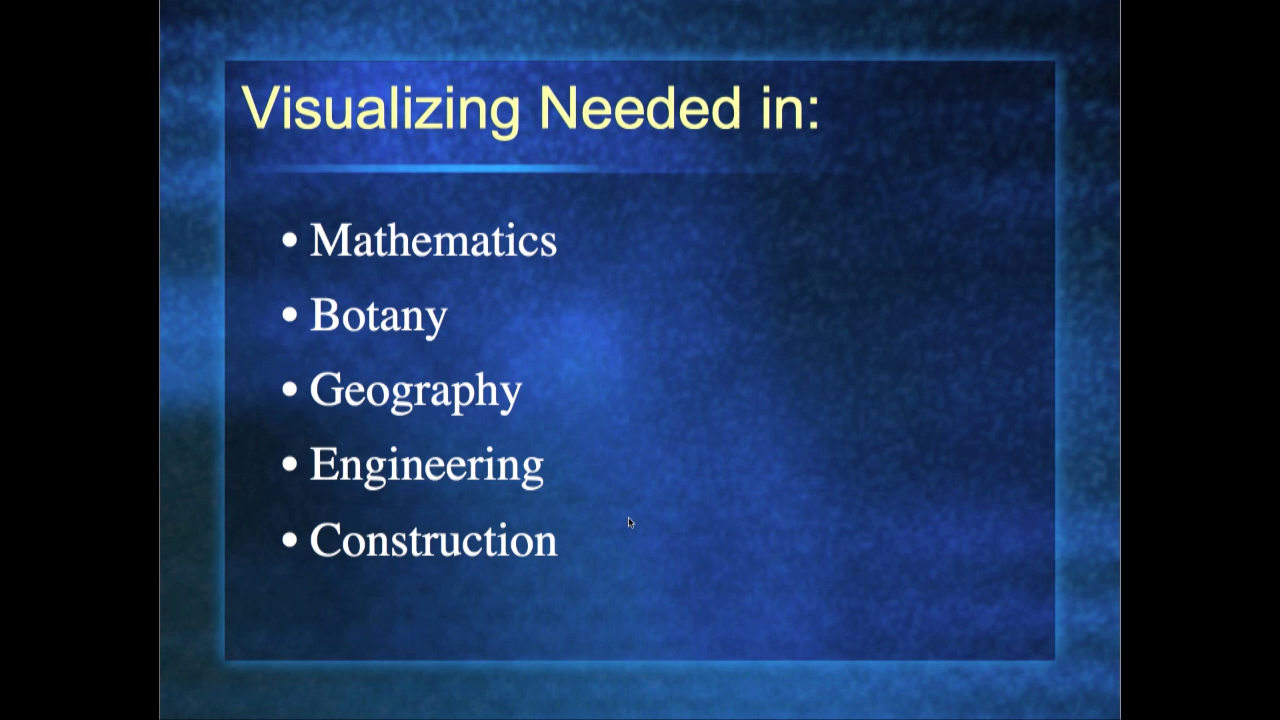 Visualizing Needed in:
• Mathematics
• Botany
• Geography
• Engineering
• Construction